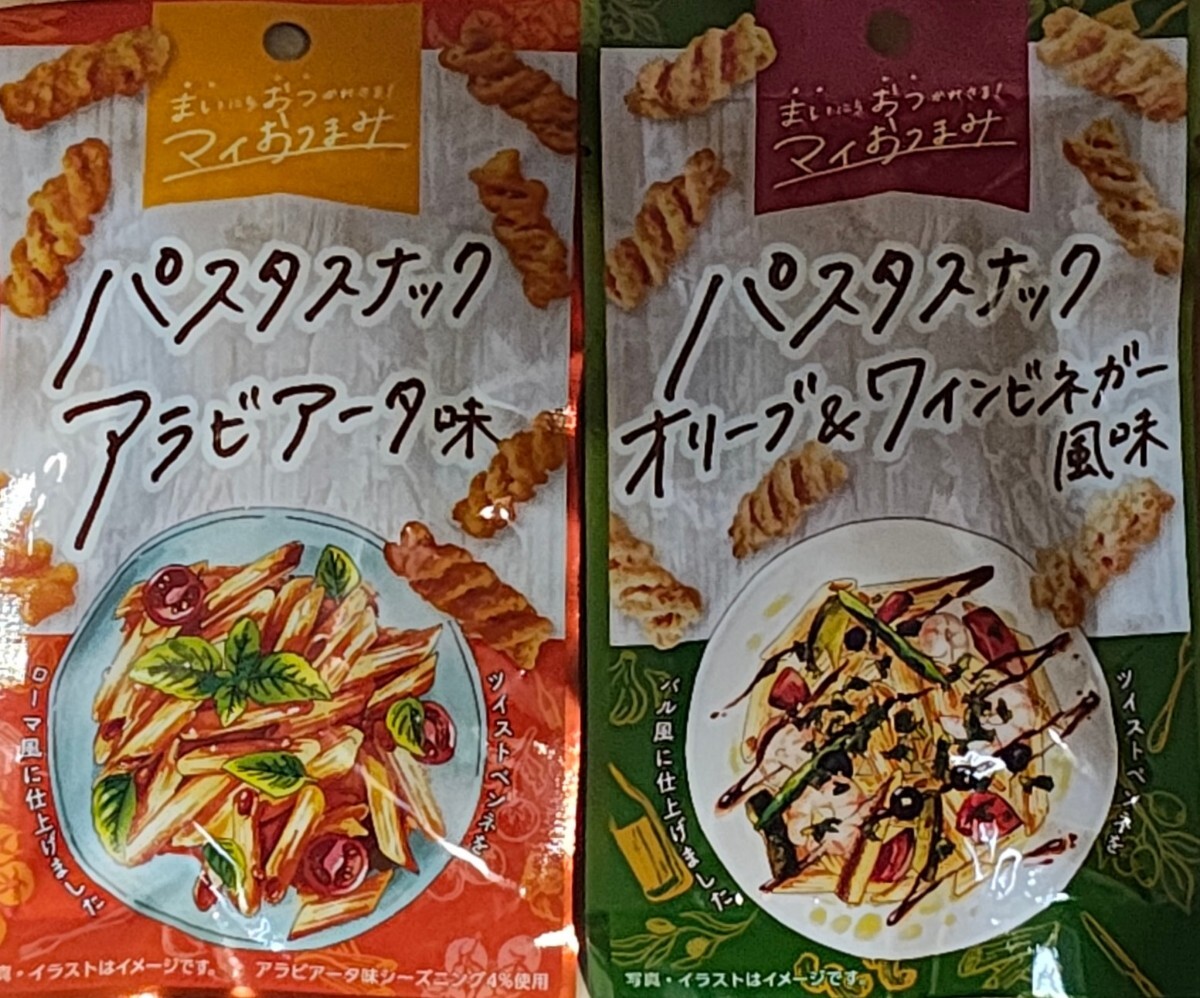 まいにちおつかれさま!
マイおつまみ
パスタスナック
アラビアータ味
ツイストペンネを
ローマ風に仕上げました
真・イラストはイメージです。
アラビアータ味シーズニング4%使用
まいにちおつかれさま!
マイおつまみ
パスタスナック
オリーブ&ワインビネガー
風味
ツイストペンネを
バル風に仕上げました。
写真・イラストはイメージです。